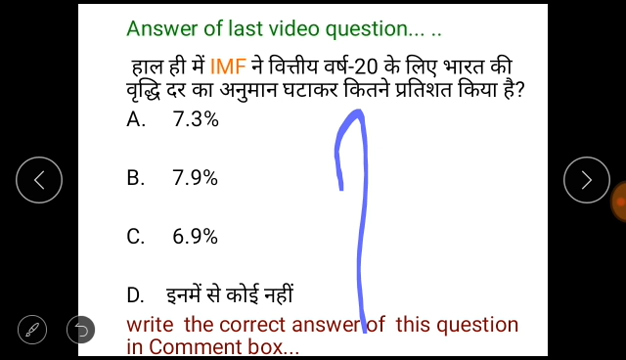 Answer of last video question... ..
हाल ही में IMF ने वित्तीय वर्ष-20 के लिए भारत की
वृद्धि दर का अनुमान घटाकर कितने प्रतिशत किया है?
A. 7.3%
B. 7.9%
C. 6.9%
D. इनमें से कोई नहीं
write the correct answer of this question
in Comment box...